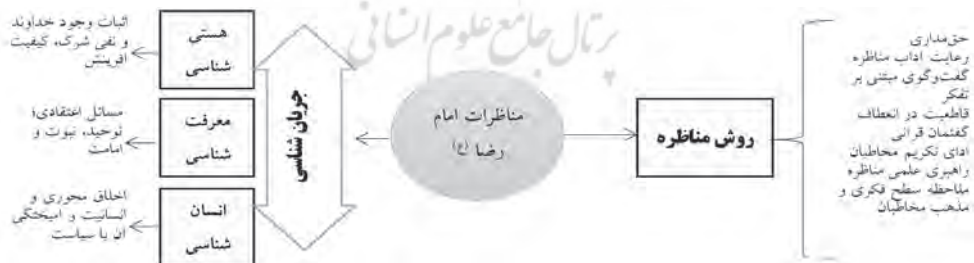 پرتال جامع علوم انسانی
حق‌مداری
رعایت آداب مناظره
گفت‌وگوی مبتنی بر
تفکر
قاطعیت در انعطاف
گفتمان قرآنی
ادای تکریم مخاطبان
راهبری علمی مناظره
ملاحظه سطح فکری و
مذهب مخاطبان
روش مناظره
مناظرات امام
رضا (ع)
جریان شناسی
هستی
شناسی
اثبات وجود خداوند
و نفی شرک، کیفیت
آفرینش
معرفت
شناسی
مسائل اعتقادی؛
توحید، نبوت و
امامت
انسان
شناسی
اخلاق محوری و
انسانیت و آمیختگی
آن با سیاست